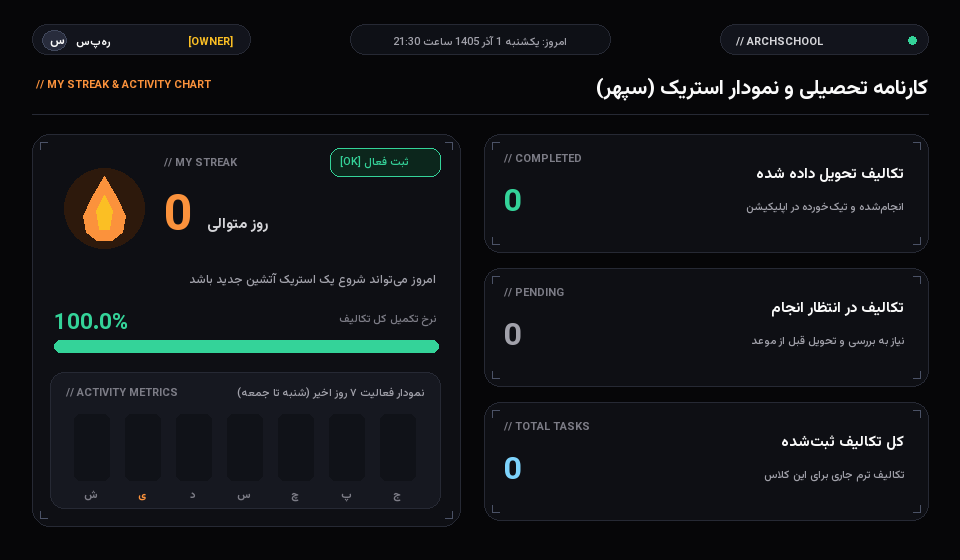 // ARCHSCHOOL
امروز: یکشنبه 1 آذر 1405 ساعت 21:30
[OWNER] ره‌پ‌س س
کارنامه تحصیلی و نمودار استریک (سپهر)
// MY STREAK & ACTIVITY CHART
// COMPLETED
تکالیف تحویل داده شده
0
انجام‌شده و تیک‌خورده در اپلیکیشن
// PENDING
تکالیف در انتظار انجام
0
نیاز به بررسی و تحویل قبل از موعد
// TOTAL TASKS
کل تکالیف ثبت‌شده
0
تکالیف ترم جاری برای این کلاس
// MY STREAK
ثبت فعال [OK]
0 روز متوالی
امروز می‌تواند شروع یک استریک آتشین جدید باشد
نرخ تکمیل کل تکالیف
100.0%
// ACTIVITY METRICS
نمودار فعالیت ۷ روز اخیر (شنبه تا جمعه)
ش ی د س چ پ ج